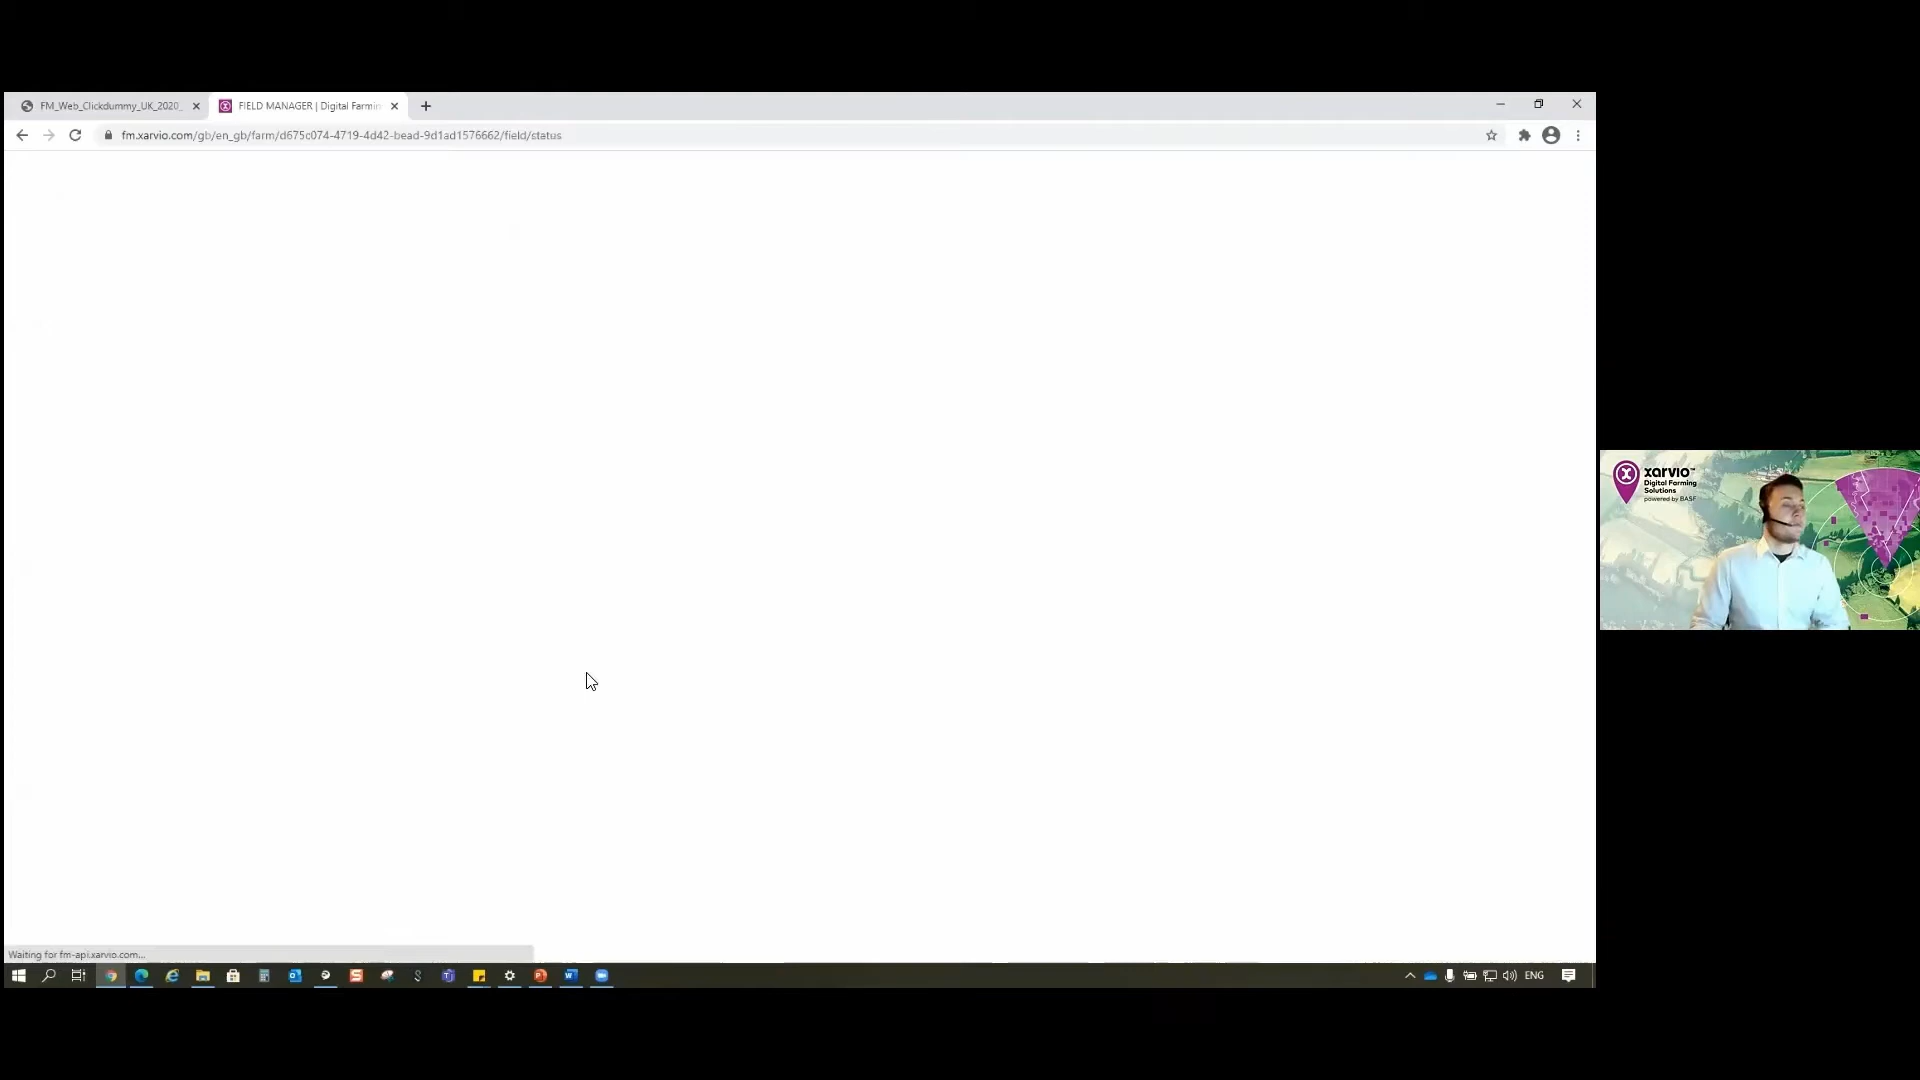 FM_Web_Clickdummy_UK_2020_
FIELD MANAGER | Digital Farmin
fm.xarvio.com/gb/en_gb/farm/d675c074-4719-4d42-bead-9d1ad1576662/field/status
xarvio™
Digital Farming
Solutions
powered by BASF
Waiting for fm-api.xarvio.com...
ENG